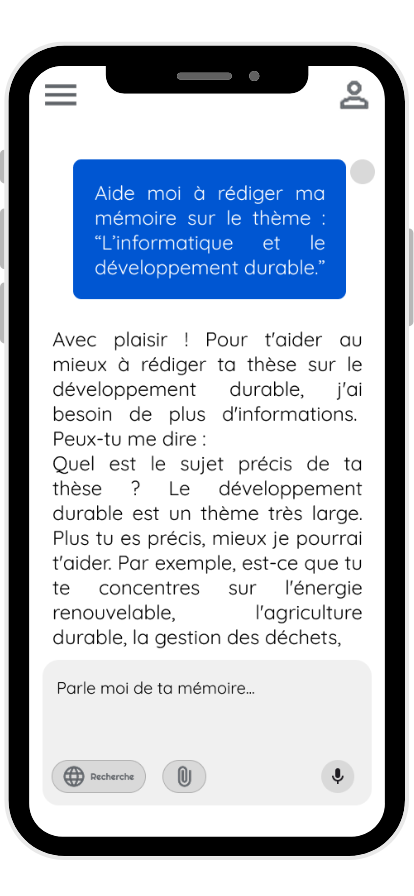 Aide moi à rédiger ma
mémoire sur le thème :
“L’informatique et le
développement durable.”
Avec plaisir ! Pour t'aider au
mieux à rédiger ta thèse sur le
développement durable, j'ai
besoin de plus d'informations.
Peux-tu me dire :
Quel est le sujet précis de ta
thèse ? Le développement
durable est un thème très large.
Plus tu es précis, mieux je pourrai
t'aider. Par exemple, est-ce que tu
te concentres sur l'énergie
renouvelable, l'agriculture
durable, la gestion des déchets,
Parle moi de ta mémoire...
Recherche